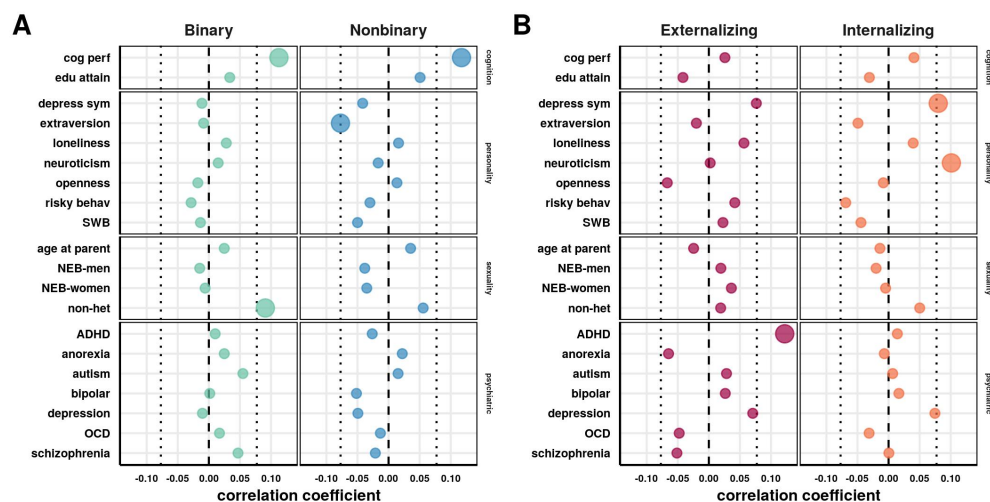 A
Binary
Nonbinary
cog perf
edu attain
cognition
depress sym
extraversion
loneliness
neuroticism
openness
risky behav
SWB
personality
age at parent
NEB-men
NEB-women
non-het
sexuality
ADHD
anorexia
autism
bipolar
depression
OCD
schizophrenia
psychiatric
-0.10 -0.05 0.00 0.05 0.10 -0.10 -0.05 0.00 0.05 0.10
correlation coefficient
B
Externalizing
Internalizing
cog perf
edu attain
cognition
depress sym
extraversion
loneliness
neuroticism
openness
risky behav
SWB
personality
age at parent
NEB-men
NEB-women
non-het
sexuality
ADHD
anorexia
autism
bipolar
depression
OCD
schizophrenia
psychiatric
-0.10 -0.05 0.00 0.05 0.10 -0.10 -0.05 0.00 0.05 0.10
correlation coefficient